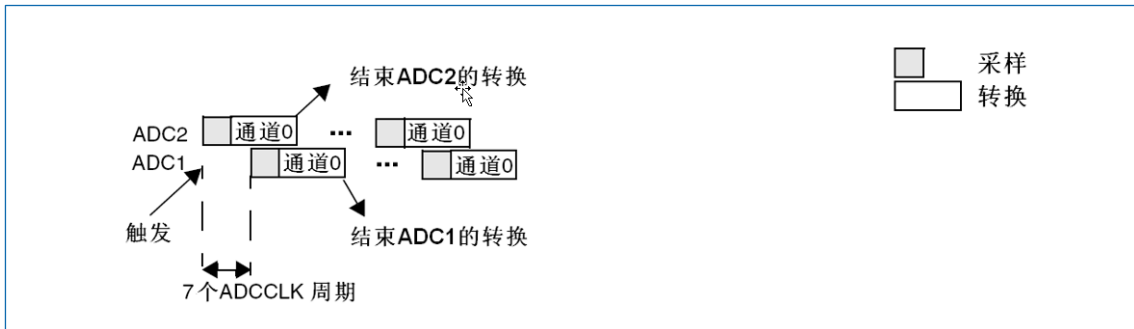 结束ADC2的转换
采样
转换
ADC2 通道0 ... 通道0
ADC1 通道0 ... 通道0
触发
结束ADC1的转换
7个ADCCLK 周期